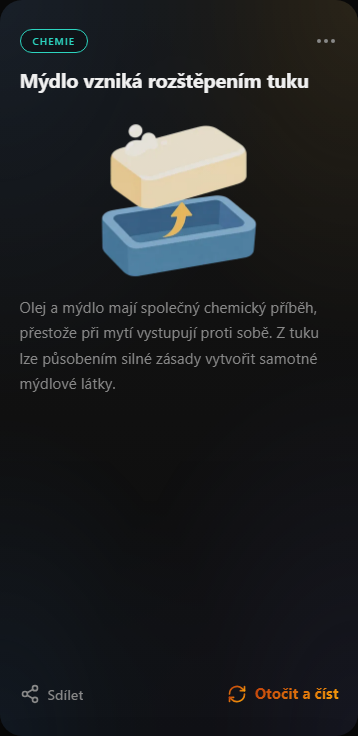 CHEMIE
Mýdlo vzniká rozštěpením tuku
Olej a mýdlo mají společný chemický příběh,
přestože při mytí vystupují proti sobě. Z tuku
lze působením silné zásady vytvořit samotné
mýdlové látky.
Sdílet
Otočit a číst